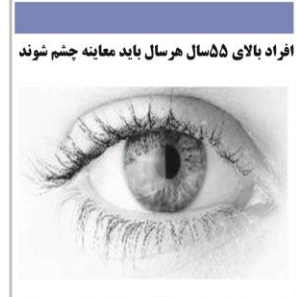 افراد بالای ۵۵سال هرسال باید معاینه چشم شوند